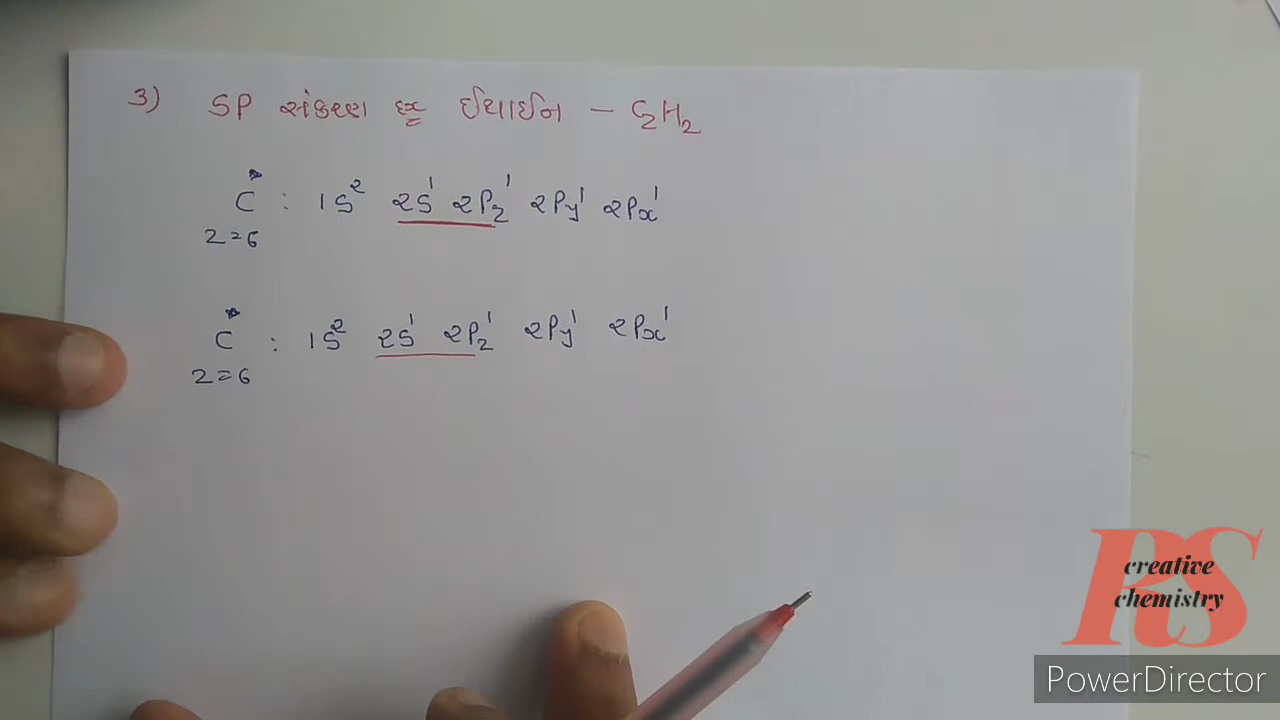 3) SP સંકરણ દા.ત. ઈથાઈન – C₂H₂
C* : 1S² 2S¹ 2Pz¹ 2Py¹ 2Px¹
Z=6
C* : 1S² 2S¹ 2Pz¹ 2Py¹ 2Px¹
Z=6
RS
creative
chemistry
PowerDirector